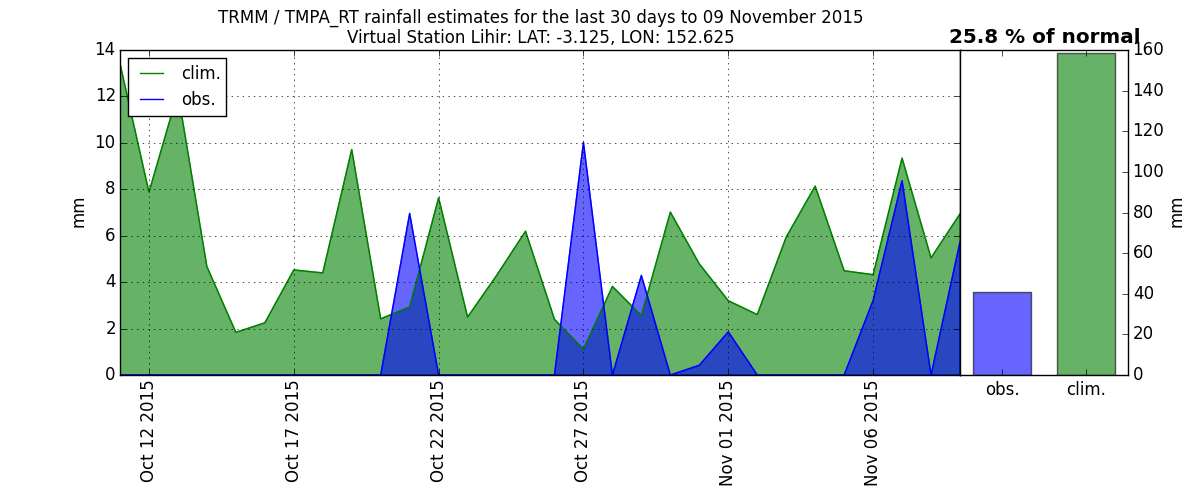 TRMM / TMPA_RT rainfall estimates for the last 30 days to 09 November 2015
Virtual Station Lihir: LAT: -3.125, LON: 152.625
25.8 % of normal
clim.
obs.
14
12
10
8
6
4
2
0
mm
Oct 12 2015
Oct 17 2015
Oct 22 2015
Oct 27 2015
Nov 01 2015
Nov 06 2015
160
140
120
100
80
60
40
20
0
mm
obs.
clim.